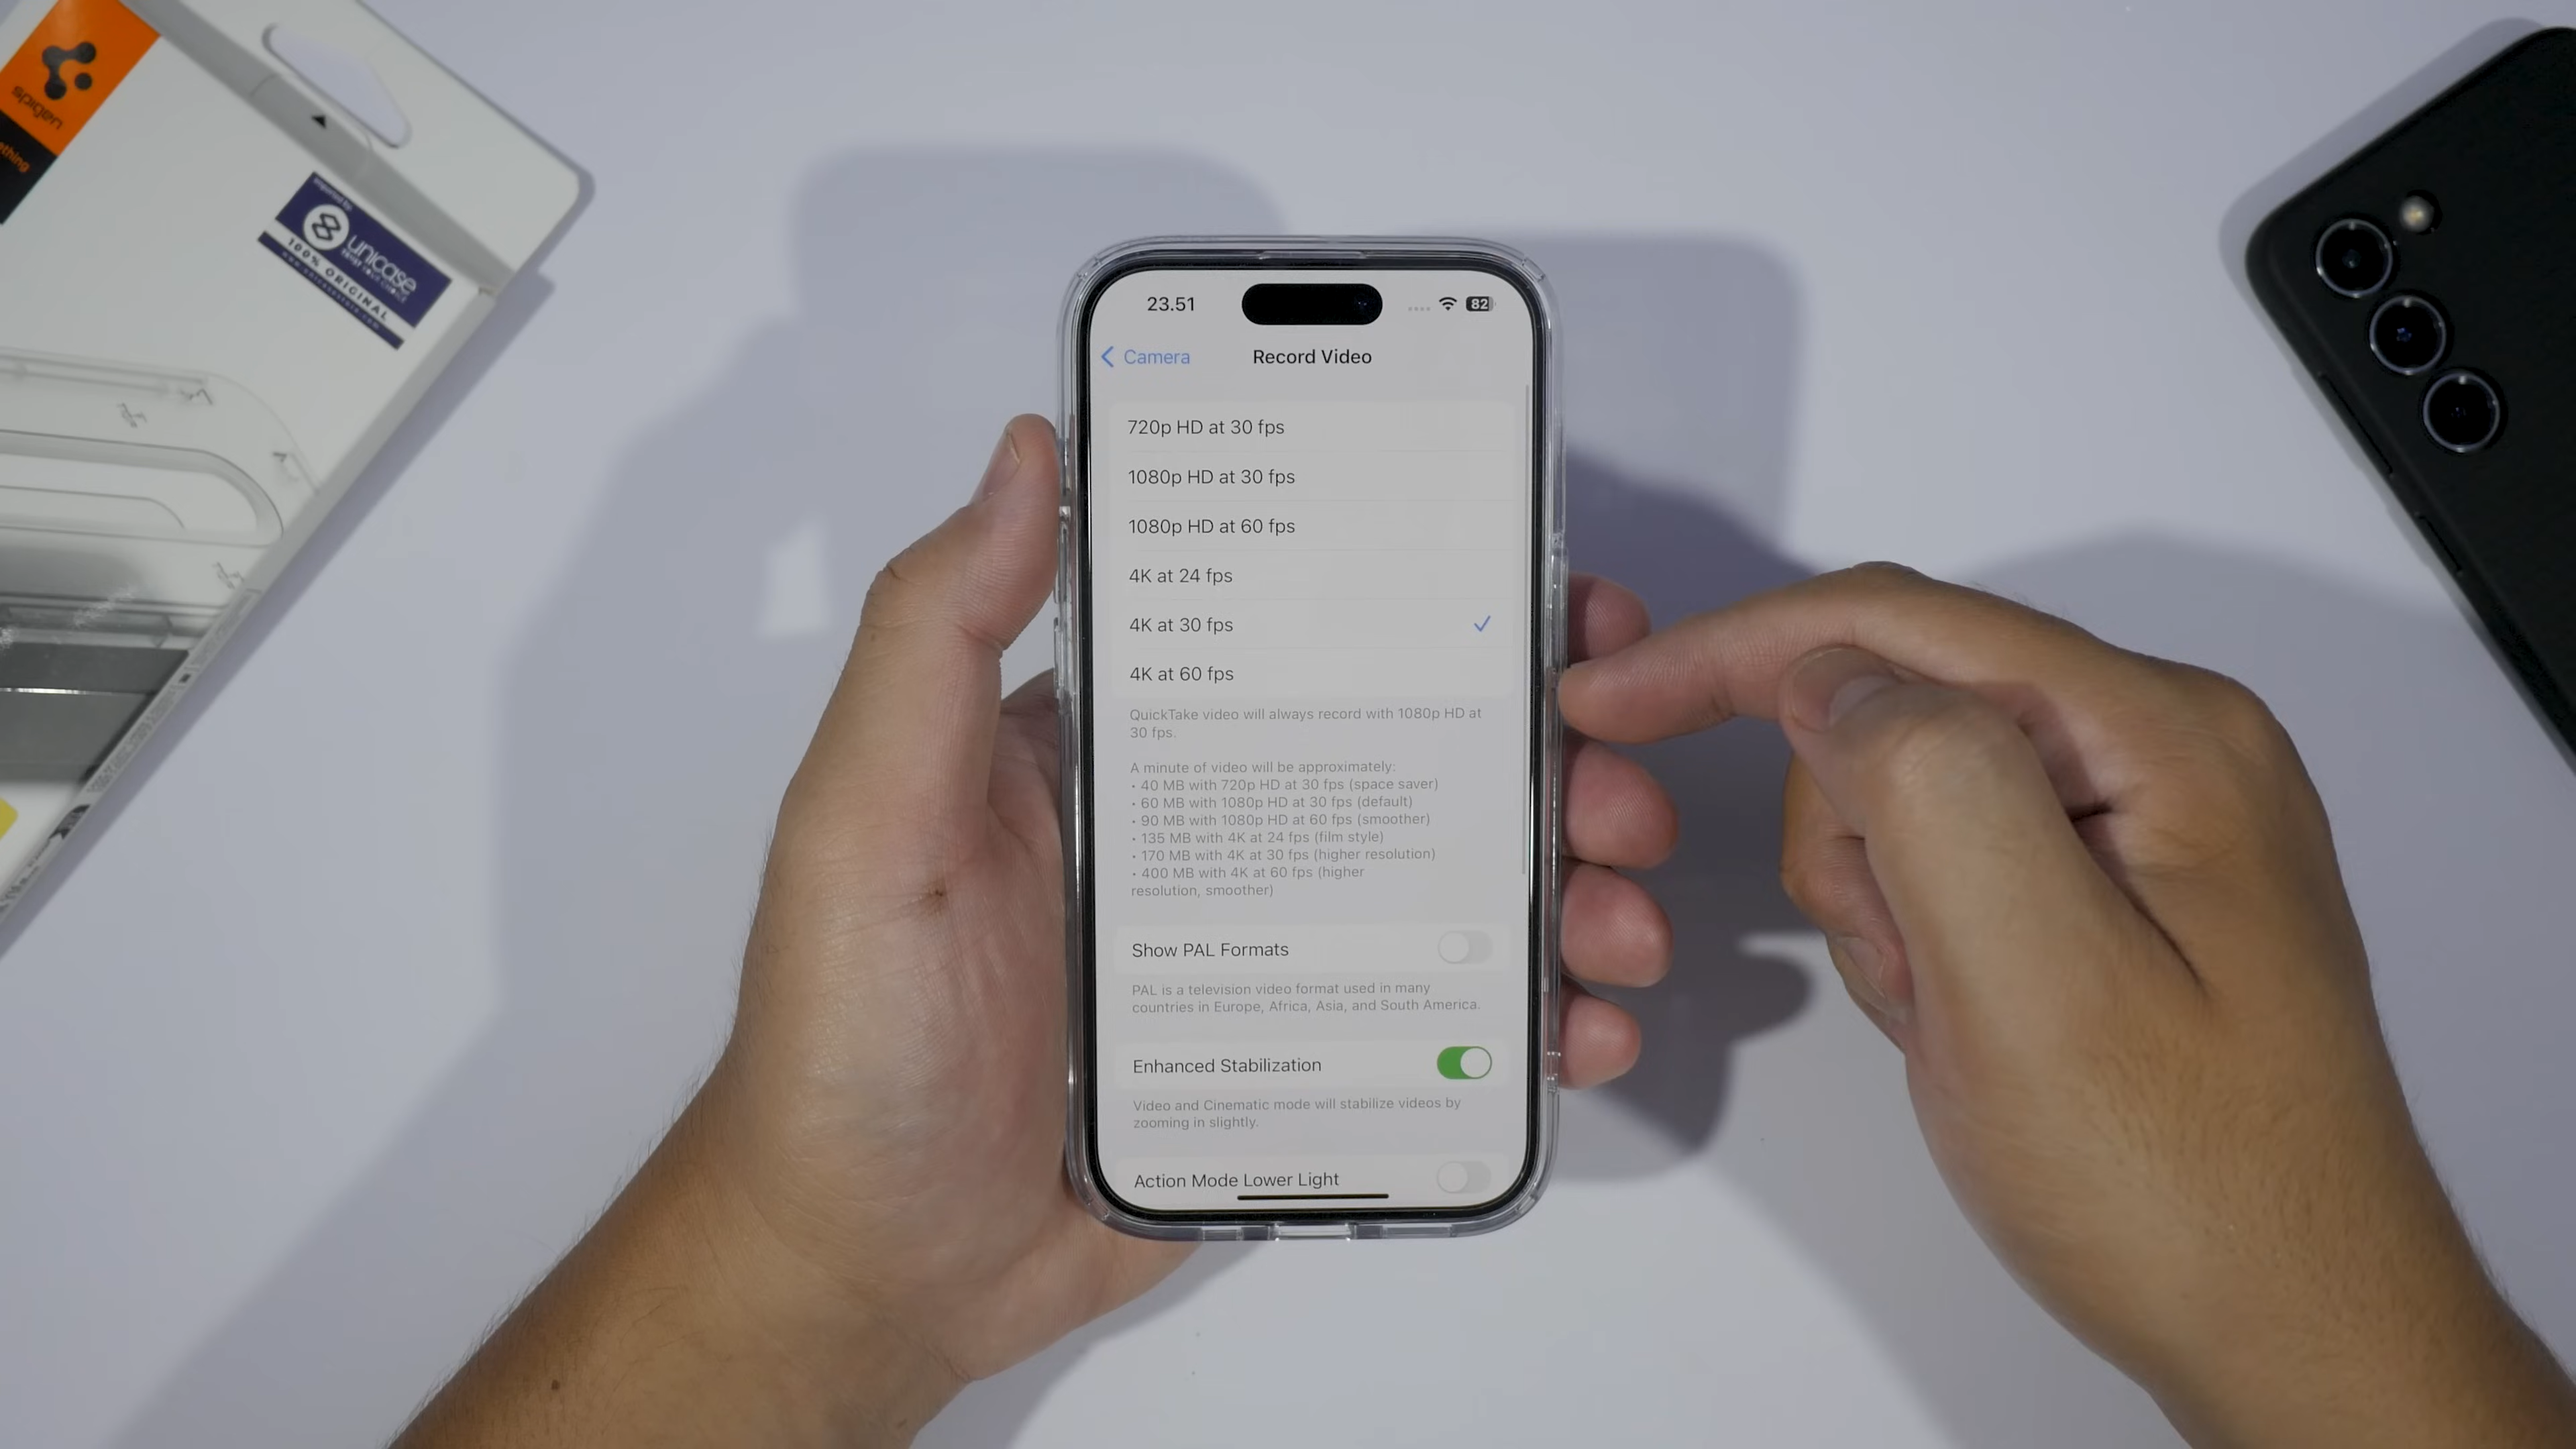 spigen
ething
imported by
unicase
100% ORIGINAL
23.51
82
Camera
Record Video
720p HD at 30 fps
1080p HD at 30 fps
1080p HD at 60 fps
4K at 24 fps
4K at 30 fps
4K at 60 fps
QuickTake video will always record with 1080p HD at
30 fps.
A minute of video will be approximately:
• 40 MB with 720p HD at 30 fps (space saver)
• 60 MB with 1080p HD at 30 fps (default)
• 90 MB with 1080p HD at 60 fps (smoother)
• 135 MB with 4K at 24 fps (film style)
• 170 MB with 4K at 30 fps (higher resolution)
• 400 MB with 4K at 60 fps (higher
resolution, smoother)
Show PAL Formats
PAL is a television video format used in many
countries in Europe, Africa, Asia, and South America.
Enhanced Stabilization
Video and Cinematic mode will stabilize videos by
zooming in slightly.
Action Mode Lower Light